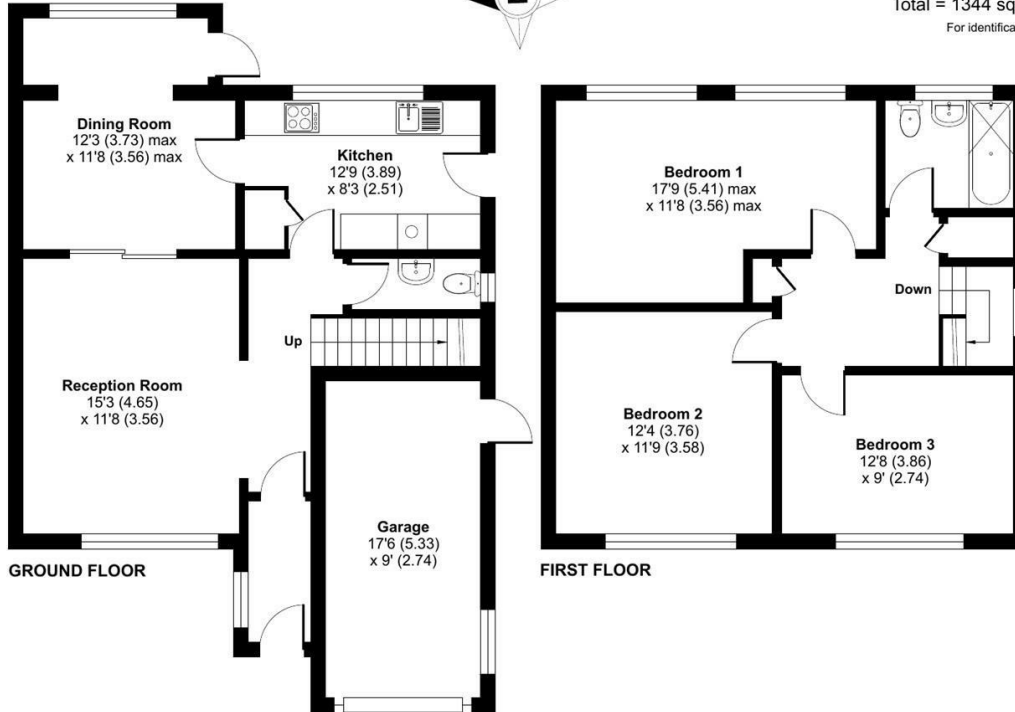 Total = 1344 sq
For identifica
Dining Room
12'3 (3.73) max
x 11'8 (3.56) max
Kitchen
12'9 (3.89)
x 8'3 (2.51)
Bedroom 1
17'9 (5.41) max
x 11'8 (3.56) max
Down
Up
Reception Room
15'3 (4.65)
x 11'8 (3.56)
Bedroom 2
12'4 (3.76)
x 11'9 (3.58)
Bedroom 3
12'8 (3.86)
x 9' (2.74)
Garage
17'6 (5.33)
x 9' (2.74)
GROUND FLOOR
FIRST FLOOR